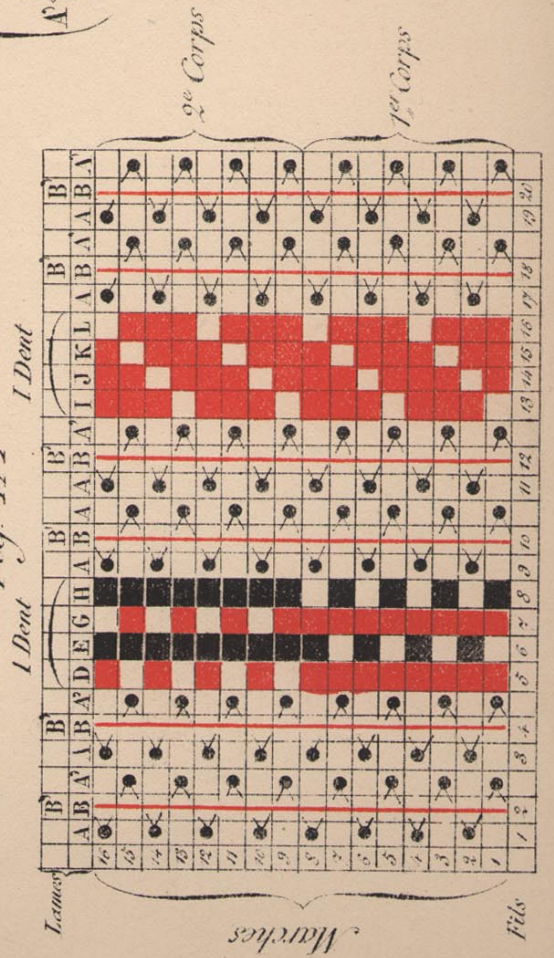 1 Dent 1 Dent
Lames B' B' B' B' B' B'
A B A' A B A' D E G H A B A A B A' I J K L A B A' A B A'
16
15
14
13
12
11
10
9
8
7
6
5
4
3
2
1
Marches
2e Corps
1er Corps
Fils 1 2 3 4 5 6 7 8 9 10 11 12 13 14 15 16 17 18 19 20